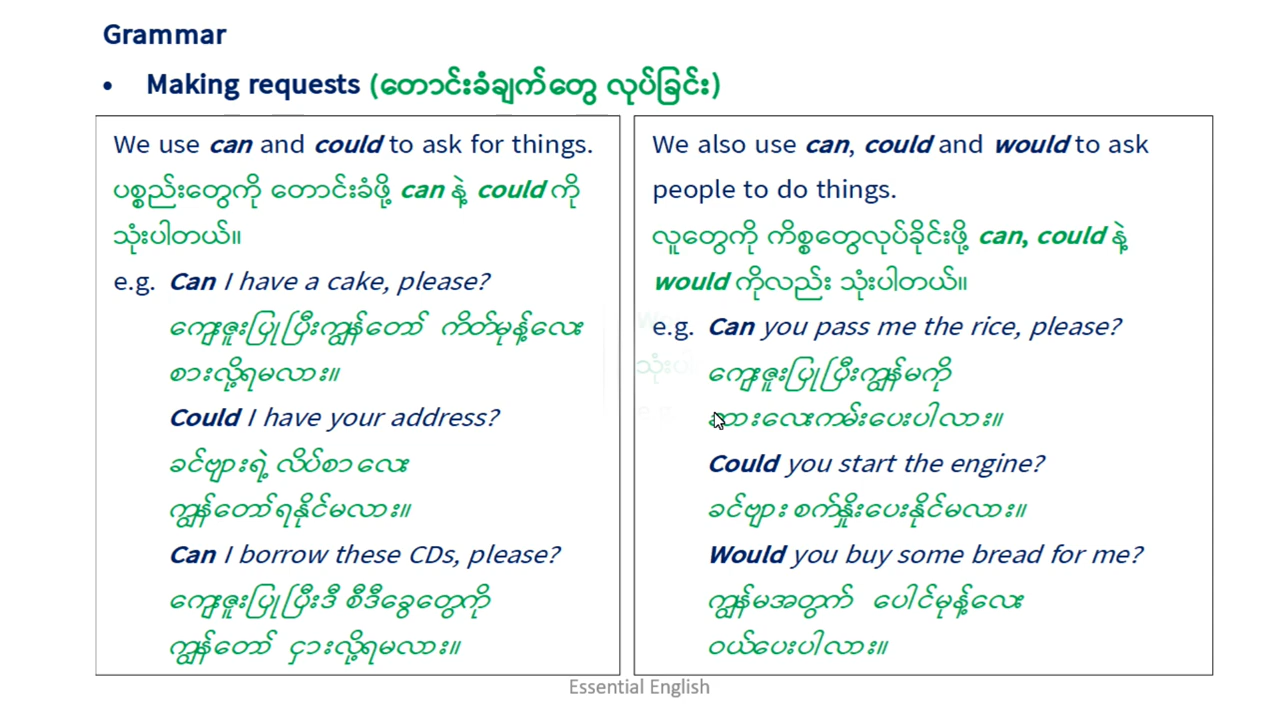 Grammar
• Making requests (တောင်းခံချက်တွေ လုပ်ခြင်း)
We use can and could to ask for things.
ပစ္စည်းတွေကို တောင်းခံဖို့ can နဲ့ could ကို
သုံးပါတယ်။
e.g. Can I have a cake, please?
ကျေးဇူးပြုပြီးကျွန်တော် ကိတ်မုန့်လေး
စားလို့ရမလား။
Could I have your address?
ခင်ဗျားရဲ့ လိပ်စာလေး
ကျွန်တော်ရနိုင်မလား။
Can I borrow these CDs, please?
ကျေးဇူးပြုပြီးဒီ စီဒီခွေတွေကို
ကျွန်တော် ငှားလို့ရမလား။
We also use can, could and would to ask
people to do things.
လူတွေကို ကိစ္စတွေလုပ်ခိုင်းဖို့ can, could နဲ့
would ကိုလည်း သုံးပါတယ်။
e.g. Can you pass me the rice, please?
ကျေးဇူးပြုပြီးကျွန်မကို
လေးကမ်းပေးပါလား။
Could you start the engine?
ခင်ဗျား စက်နှိုးပေးနိုင်မလား။
Would you buy some bread for me?
ကျွန်မအတွက် ပေါင်မုန့်လေး
ဝယ်ပေးပါလား။
Essential English